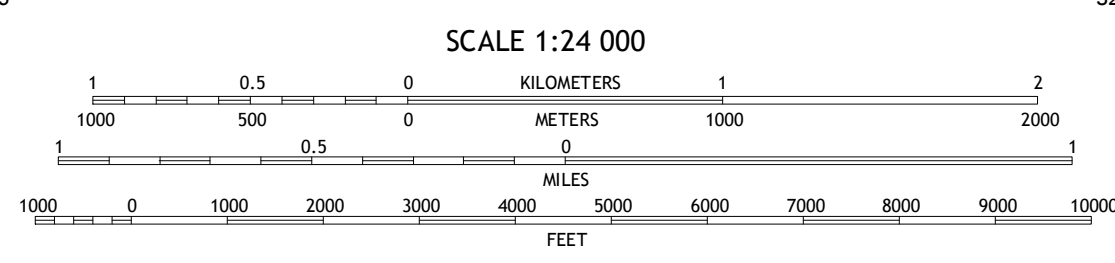 SCALE 1:24 000
1 0.5 0 KILOMETERS 1 2
1000 500 0 METERS 1000 2000
1 0.5 0 1
MILES
1000 0 1000 2000 3000 4000 5000 6000 7000 8000 9000 10000
FEET